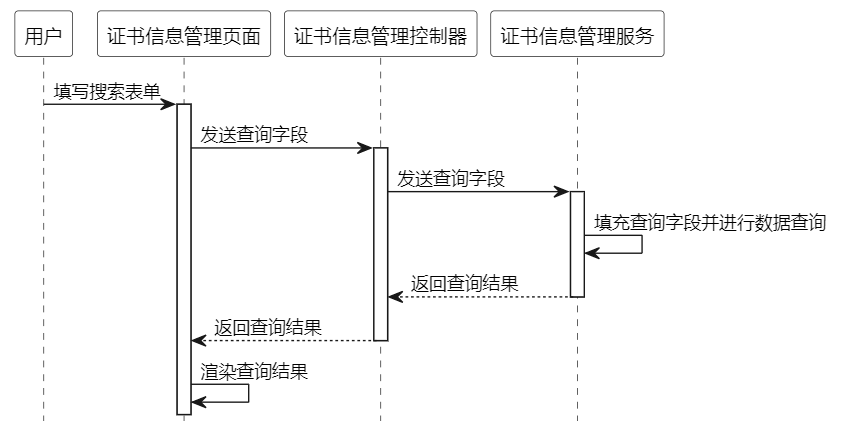 用户
证书信息管理页面
证书信息管理控制器
证书信息管理服务
填写搜索表单
发送查询字段
发送查询字段
填充查询字段并进行数据查询
返回查询结果
返回查询结果
渲染查询结果